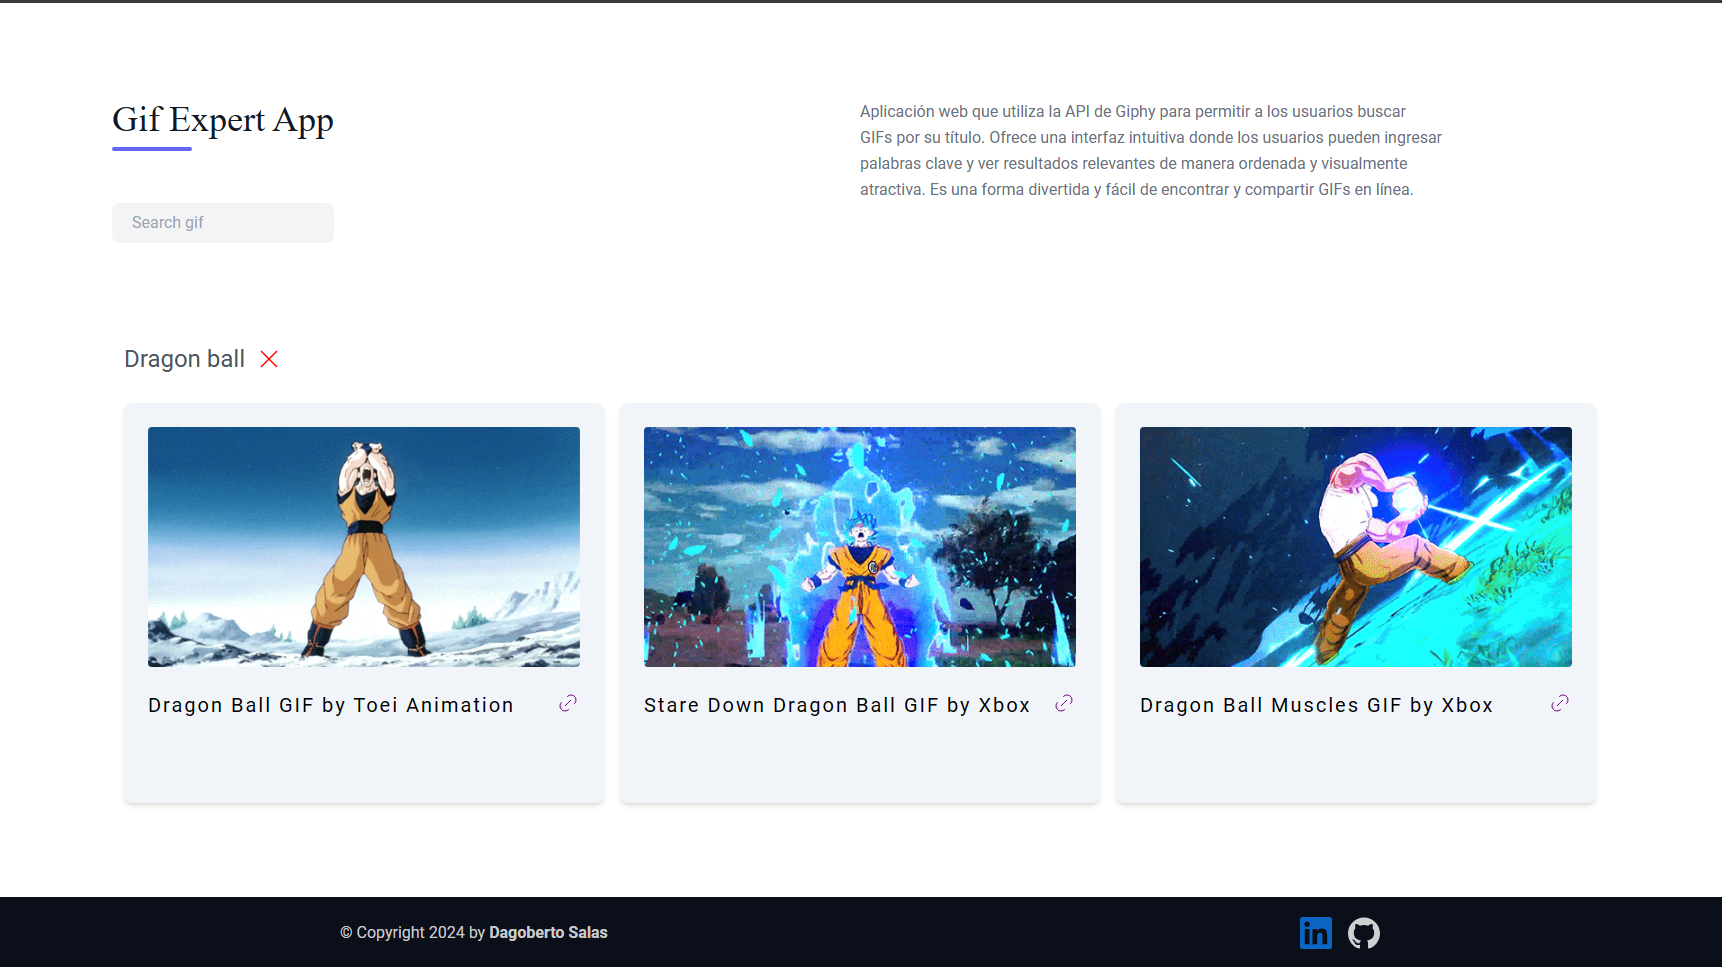 Gif Expert App
Aplicación web que utiliza la API de Giphy para permitir a los usuarios buscar
GIFs por su título. Ofrece una interfaz intuitiva donde los usuarios pueden ingresar
palabras clave y ver resultados relevantes de manera ordenada y visualmente
atractiva. Es una forma divertida y fácil de encontrar y compartir GIFs en línea.
Search gif
Dragon ball
Dragon Ball GIF by Toei Animation
Stare Down Dragon Ball GIF by Xbox
Dragon Ball Muscles GIF by Xbox
© Copyright 2024 by Dagoberto Salas
in